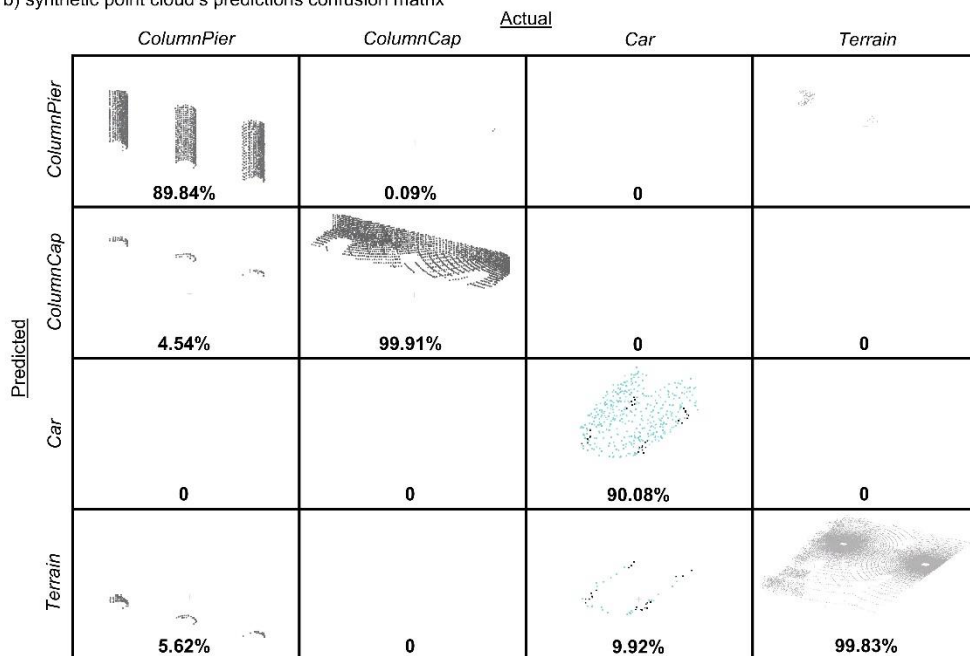 b) synthetic point cloud's predictions confusion matrix
Actual
ColumnPier ColumnCap Car Terrain
Predicted
ColumnPier
89.84% 0.09% 0
ColumnCap
4.54% 99.91% 0 0
Car
0 0 90.08% 0
Terrain
5.62% 0 9.92% 99.83%